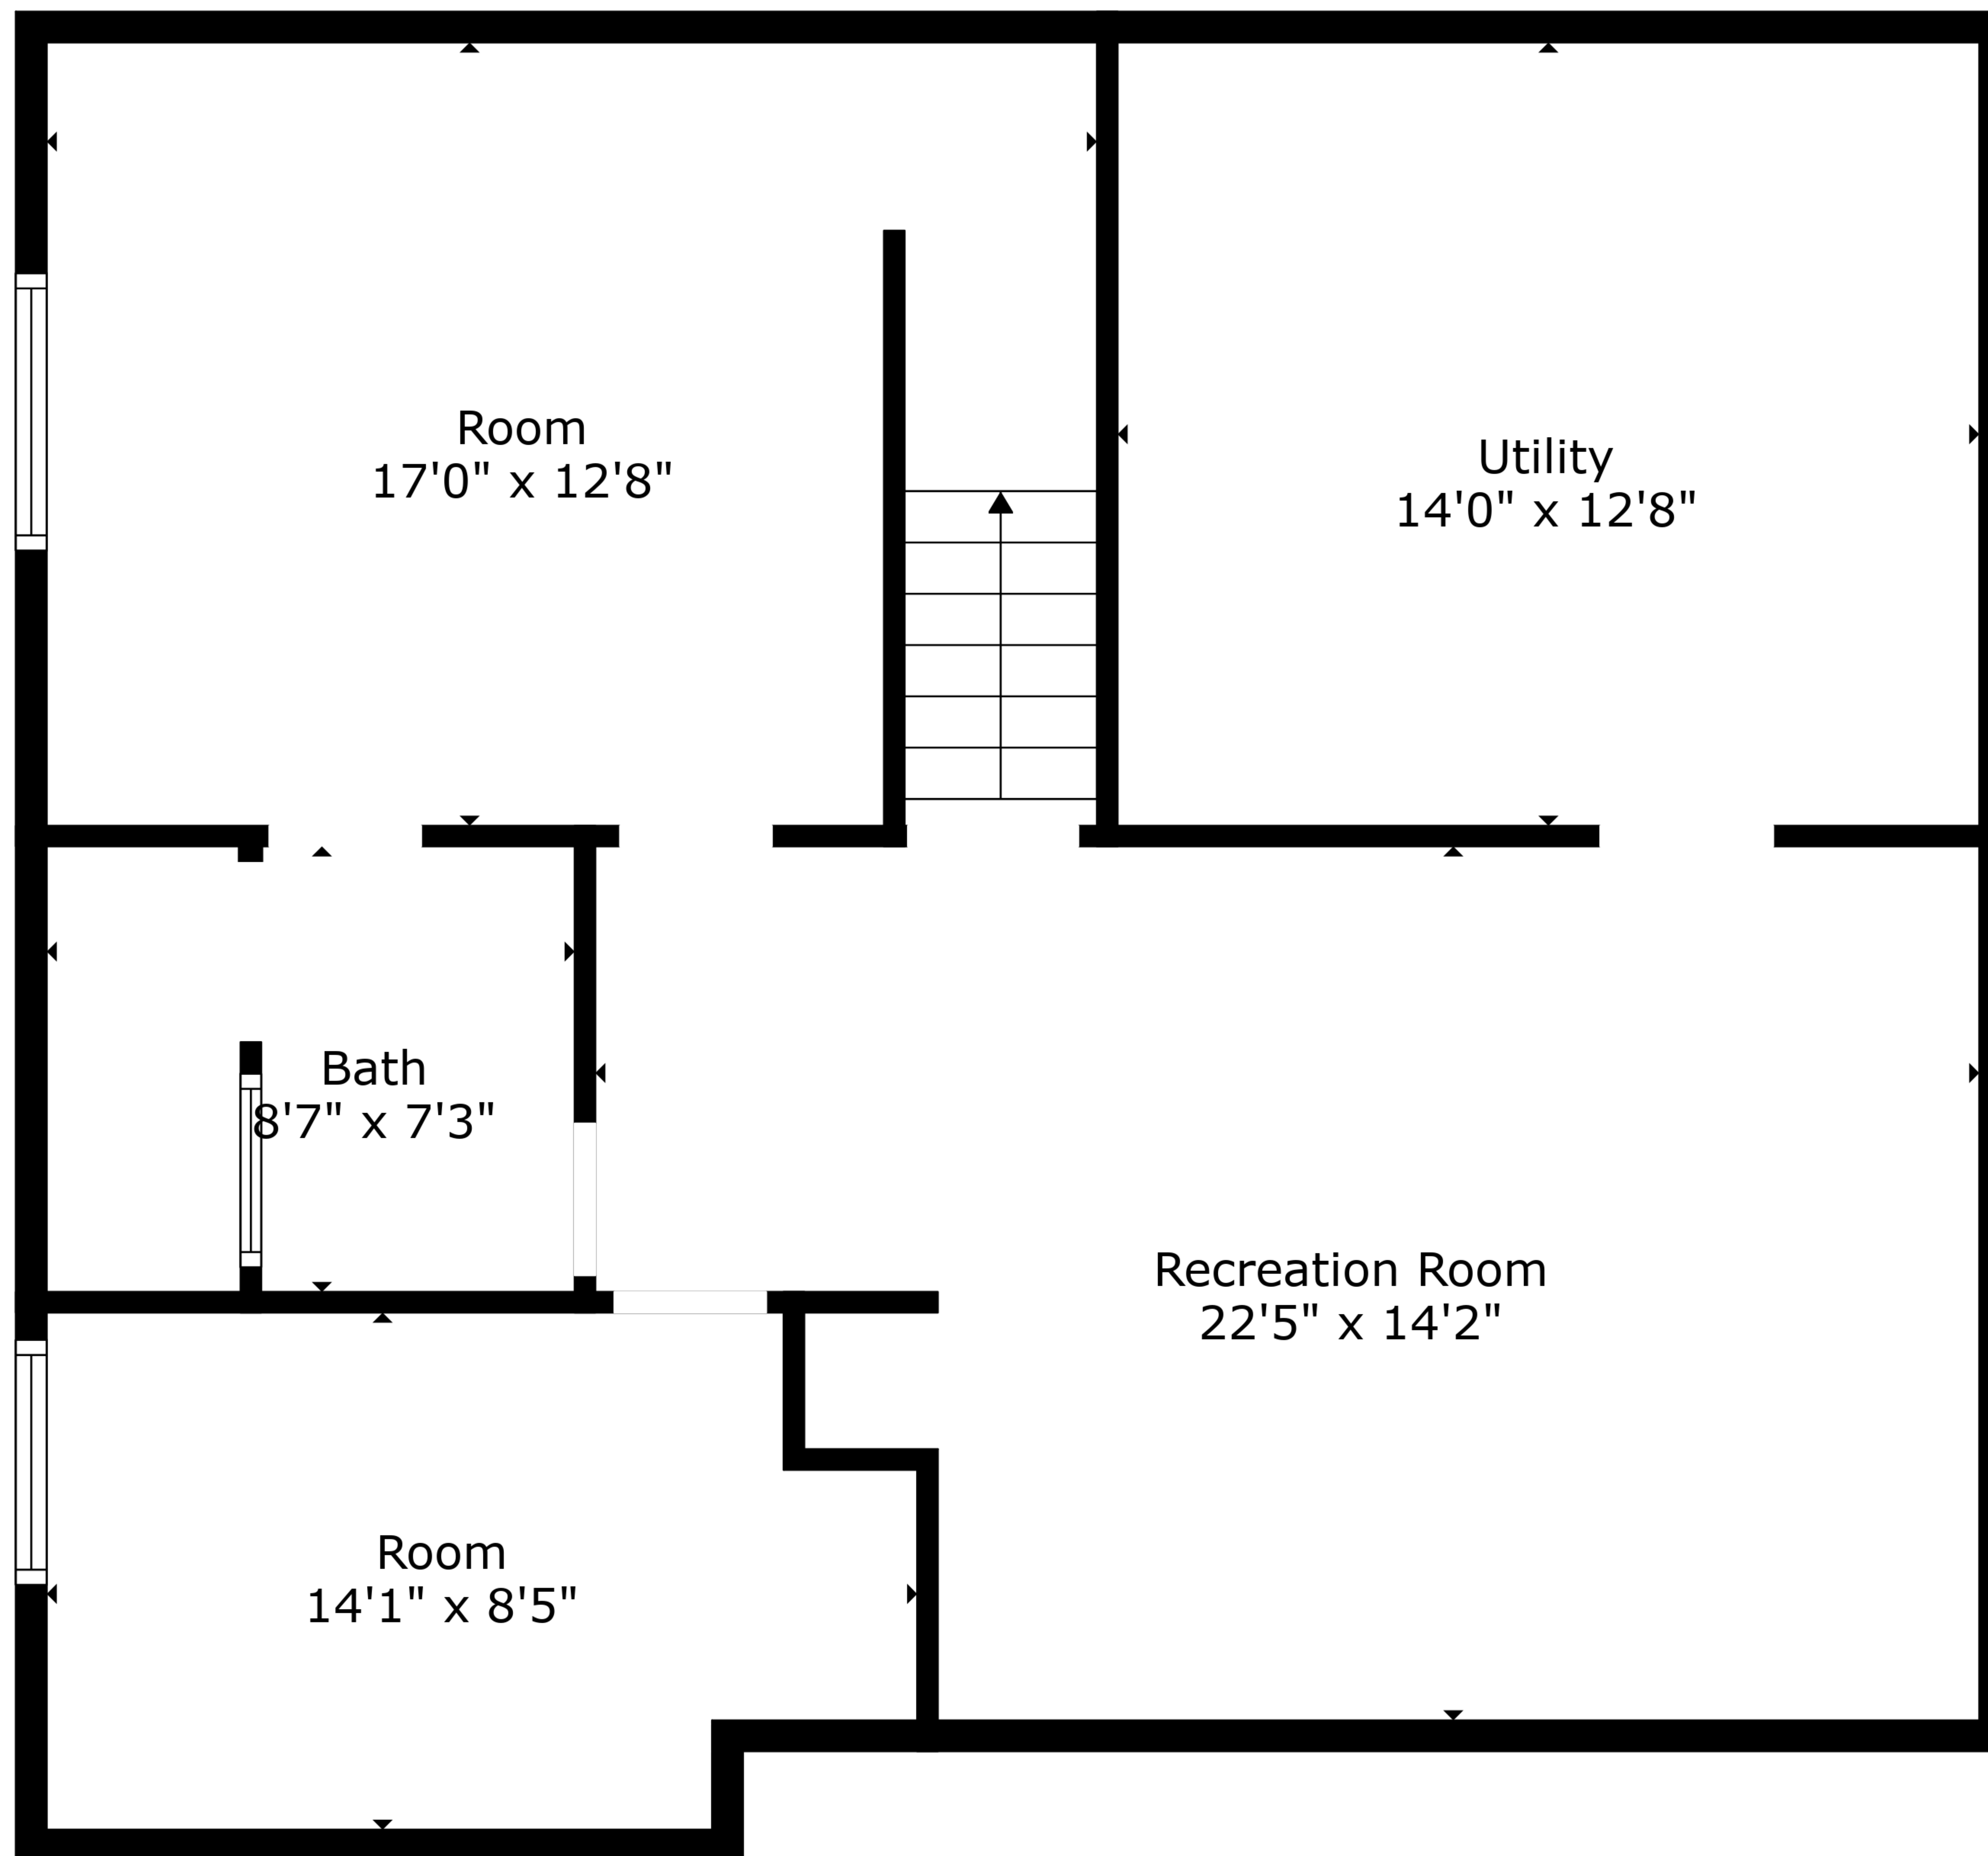 Room
17'0" x 12'8"
Utility
14'0" x 12'8"
Bath
8'7" x 7'3"
Recreation Room
22'5" x 14'2"
Room
14'1" x 8'5"